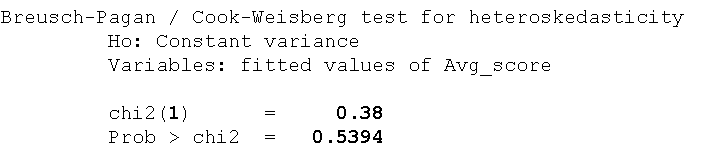 Breusch-Pagan / Cook-Weisberg test for heteroskedasticity
Ho: Constant variance
Variables: fitted values of Avg_score
chi2(1) = 0.38
Prob > chi2 = 0.5394